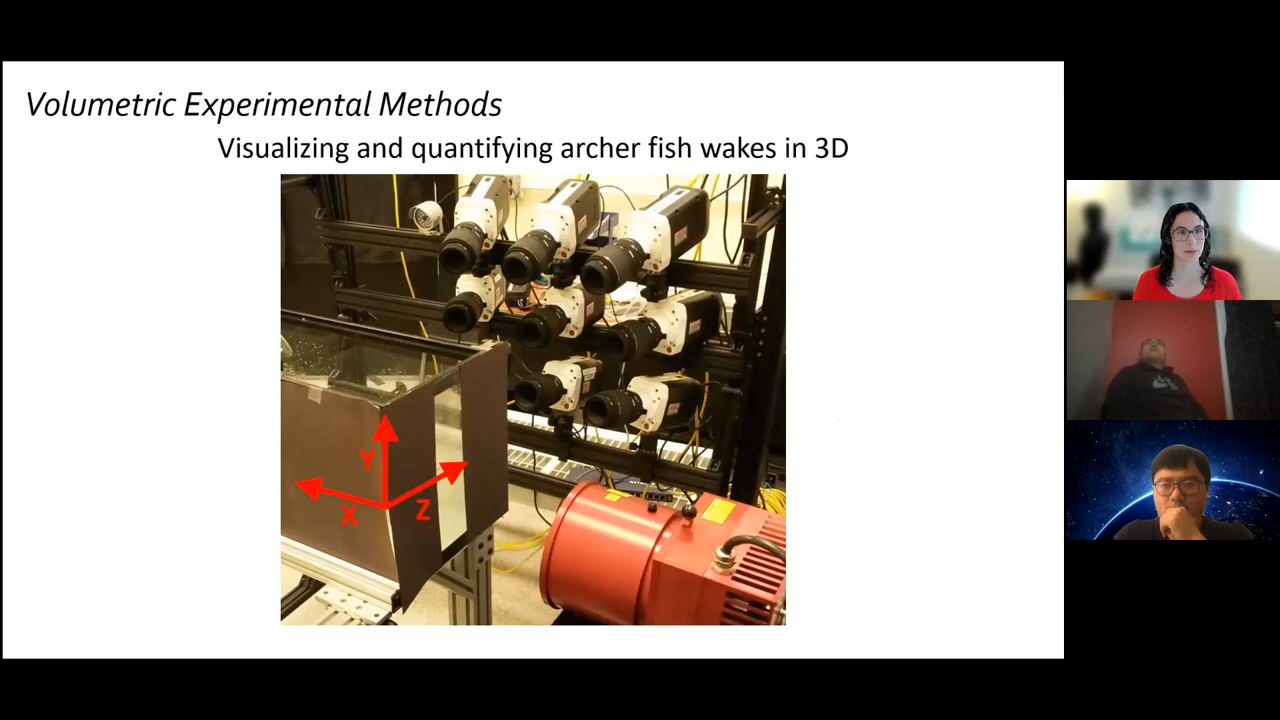 Volumetric Experimental Methods
Visualizing and quantifying archer fish wakes in 3D
Y
X
Z